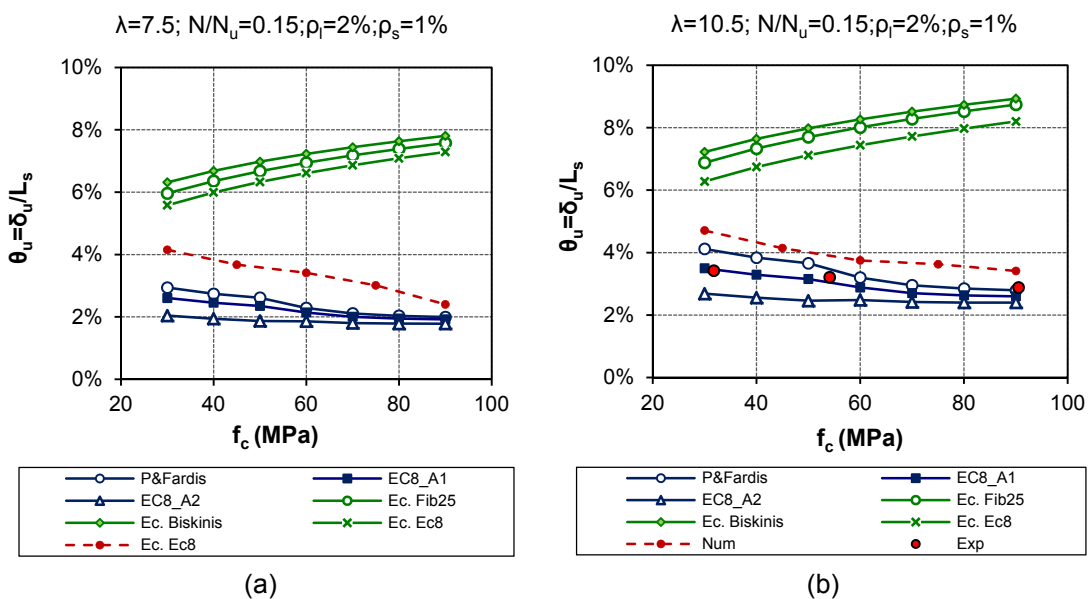 λ=7.5; N/Nu=0.15;ρl=2%;ρs=1%
10%
8%
6%
4%
2%
0%
θu=δu/Ls
20
40
60
80
100
fc (MPa)
P&Fardis
EC8_A1
EC8_A2
Ec. Fib25
Ec. Biskinis
Ec. Ec8
Ec. Ec8
(a)
λ=10.5; N/Nu=0.15;ρl=2%;ρs=1%
10%
8%
6%
4%
2%
0%
θu=δu/Ls
20
40
60
80
100
fc (MPa)
P&Fardis
EC8_A1
EC8_A2
Ec. Fib25
Ec. Biskinis
Ec. Ec8
Num
Exp
(b)